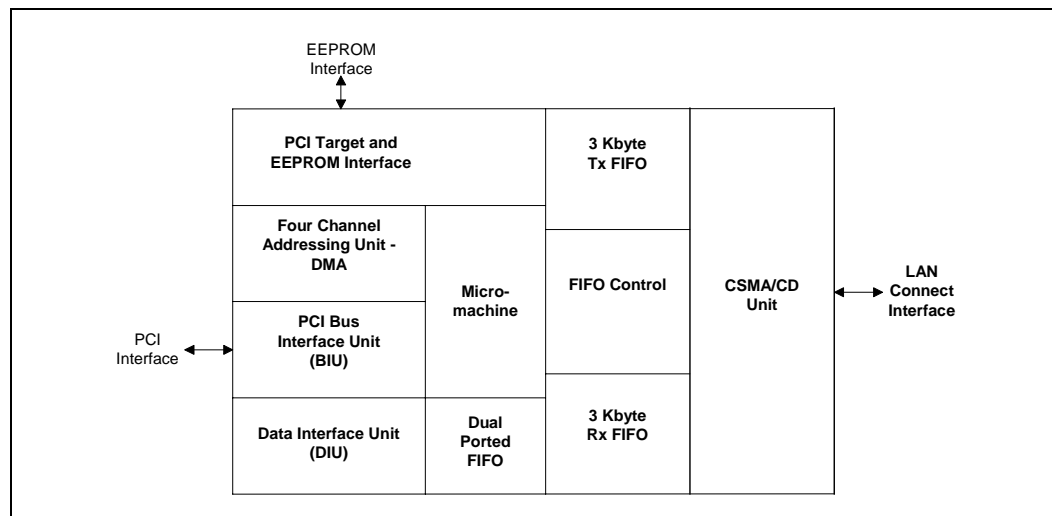 EEPROM
Interface
PCI Target and
EEPROM Interface
3 Kbyte
Tx FIFO
Four Channel
Addressing Unit -
DMA
Micro-
machine
FIFO Control
CSMA/CD
Unit
LAN
Connect
Interface
PCI
Interface
PCI Bus
Interface Unit
(BIU)
Data Interface Unit
(DIU)
Dual
Ported
FIFO
3 Kbyte
Rx FIFO